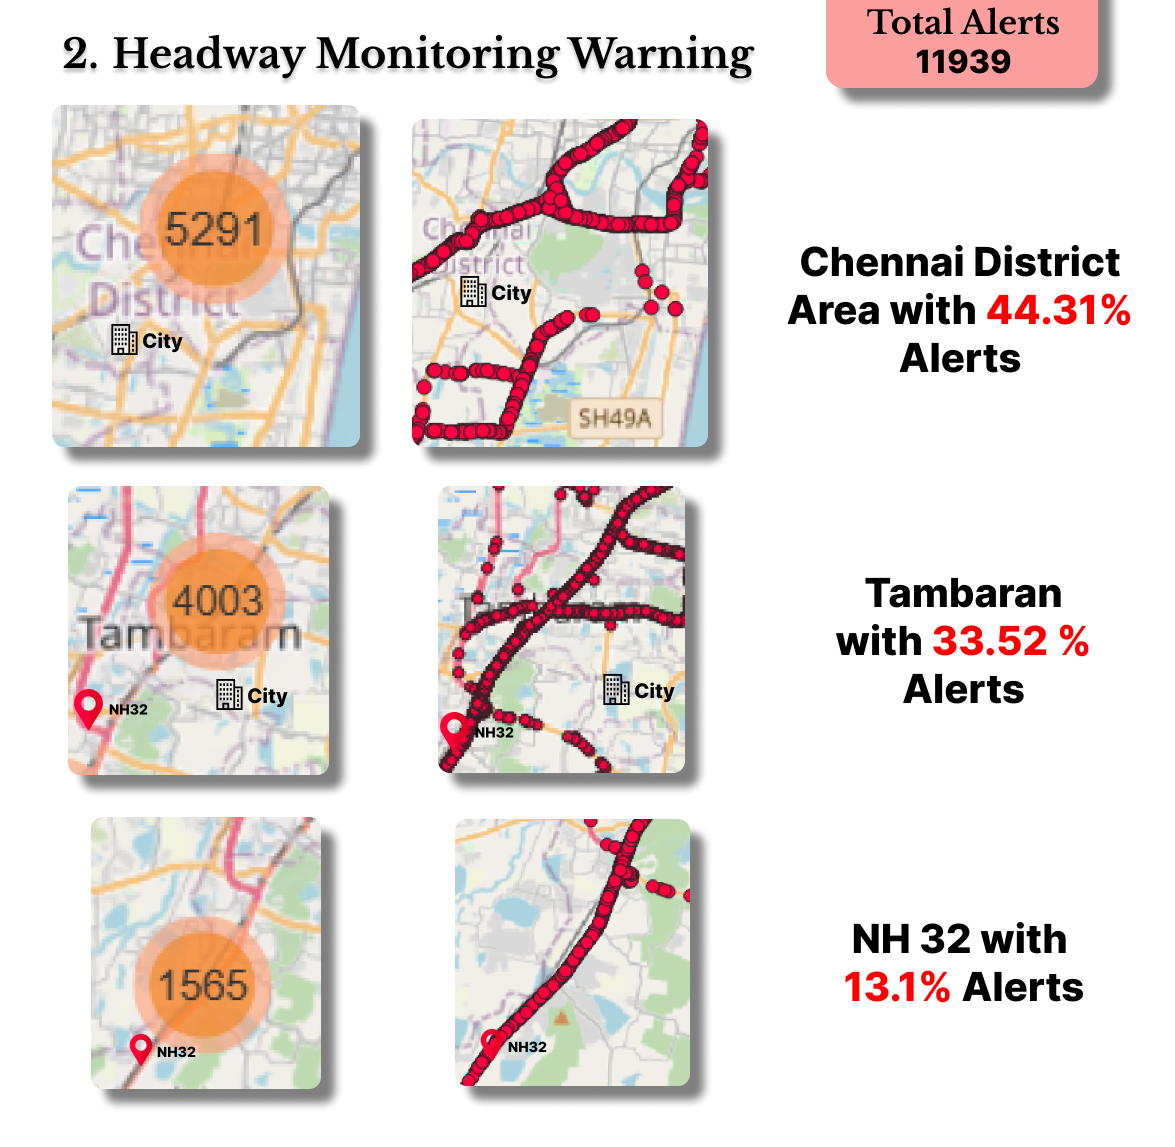 2. Headway Monitoring Warning
Total Alerts
11939
5291
Chennai
District
City
Chennai
District
City
SH49A
Chennai District
Area with 44.31%
Alerts
4003
Tambaram
City
NH32
City
NH32
Tambaran
with 33.52 %
Alerts
1565
NH32
NH32
NH 32 with
13.1% Alerts